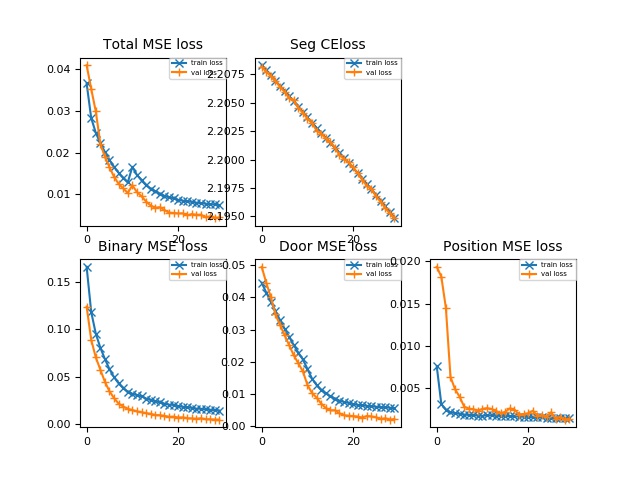 Total MSE loss
0.04
0.03
0.02
0.01
0 20
train loss
val loss
Seg CEloss
2.2075
2.2050
2.2025
2.2000
2.1975
2.1950
0 20
train loss
val loss
Binary MSE loss
0.15
0.10
0.05
0.00
0 20
train loss
val loss
Door MSE loss
0.05
0.04
0.03
0.02
0.01
0.00
0 20
train loss
val loss
Position MSE loss
0.020
0.015
0.010
0.005
0 20
train loss
val loss